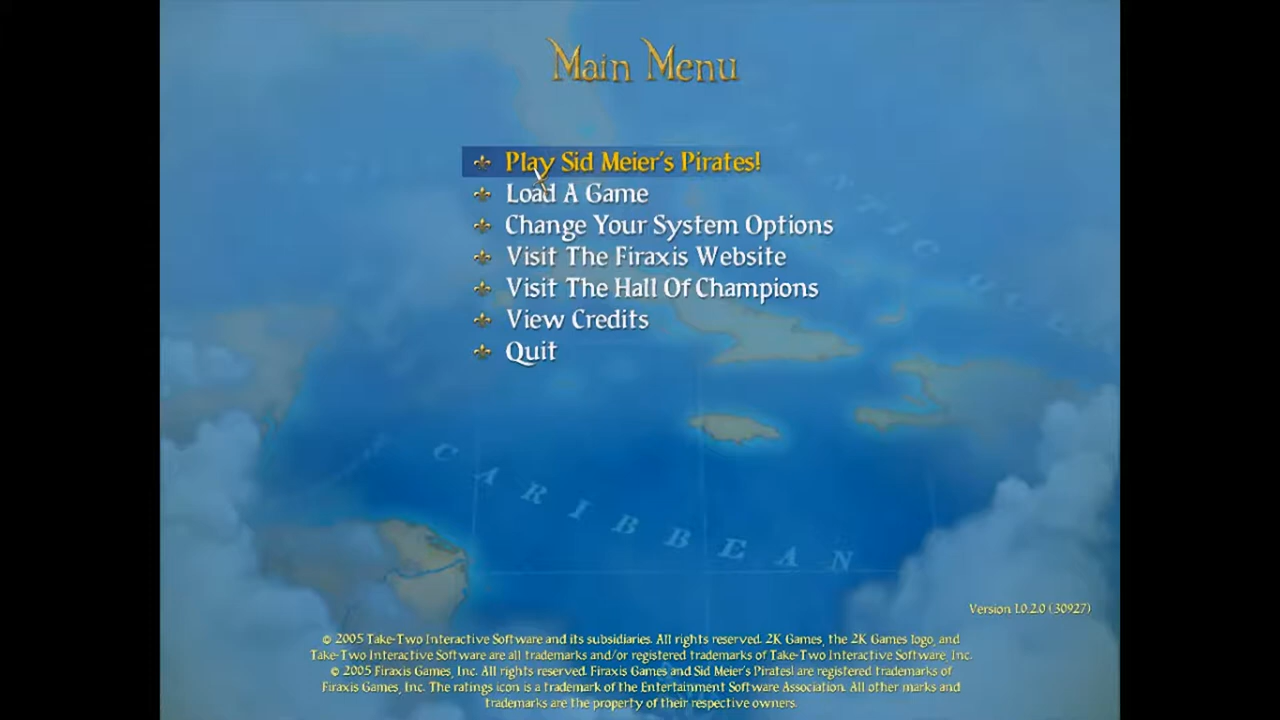 Main Menu
Play Sid Meier's Pirates!
Load A Game
Change Your System Options
Visit The Firaxis Website
Visit The Hall Of Champions
View Credits
Quit
CARIBBEAN
Version 1.0.2.0 (30927)
© 2005 Take-Two Interactive Software and its subsidiaries. All rights reserved. 2K Games, the 2K Games logo, and
Take-Two Interactive Software are all trademarks and/or registered trademarks of Take-Two Interactive Software, Inc.
© 2005 Firaxis Games, Inc. All rights reserved. Firaxis Games and Sid Meier's Pirates! are registered trademarks of
Firaxis Games, Inc. The ratings icon is a trademark of the Entertainment Software Association. All other marks and
trademarks are the property of their respective owners.